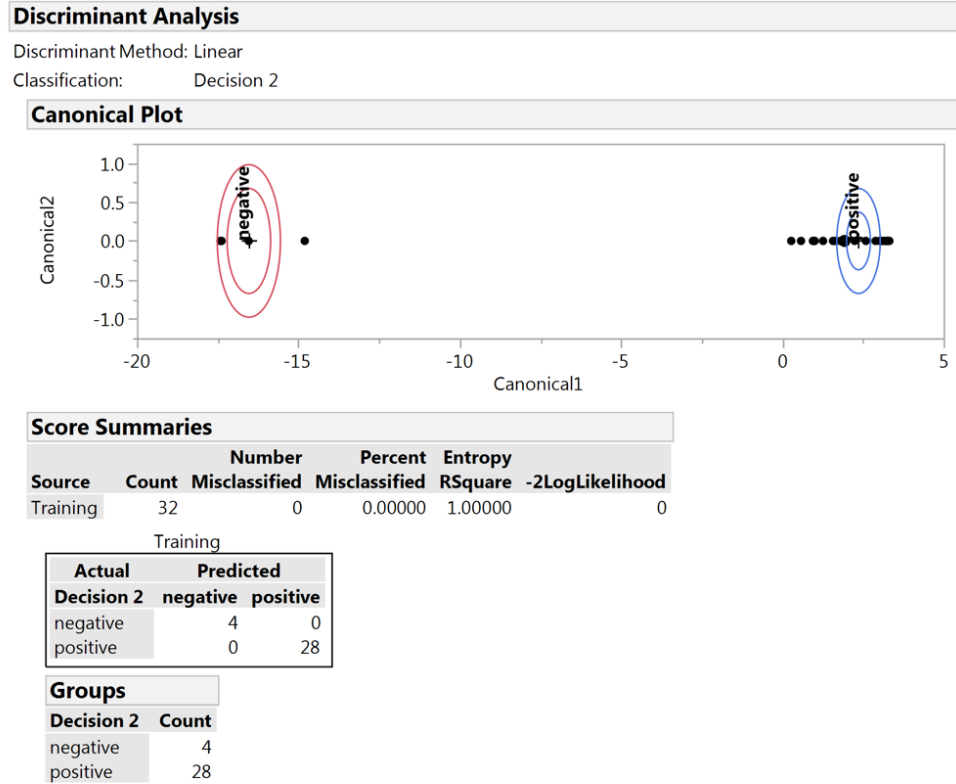 Discriminant Analysis
Discriminant Method: Linear
Classification: Decision 2
Canonical Plot
Canonical2
1.0
0.5
0.0
-0.5
-1.0
negative
positive
-20 -15 -10 -5 0 5
Canonical1
Score Summaries
Number Percent Entropy
Source Count Misclassified Misclassified RSquare -2LogLikelihood
Training 32 0 0.00000 1.00000 0
Training
Actual Predicted
Decision 2 negative positive
negative 4 0
positive 0 28
Groups
Decision 2 Count
negative 4
positive 28